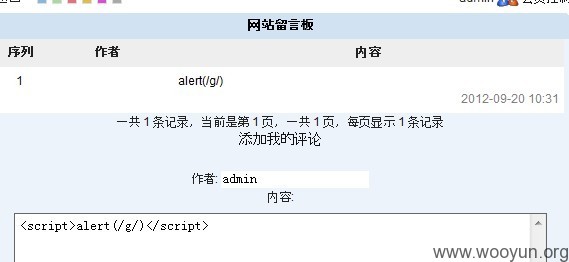 admin
网站留言板
序列 作者 内容
1 alert(/g/)
2012-09-20 10:31
一共 1 条记录，当前是第 1 页，一共 1 页，每页显示 1 条记录
添加我的评论
作者: admin
内容:
<script>alert(/g/)</script>
www.wooyun.org